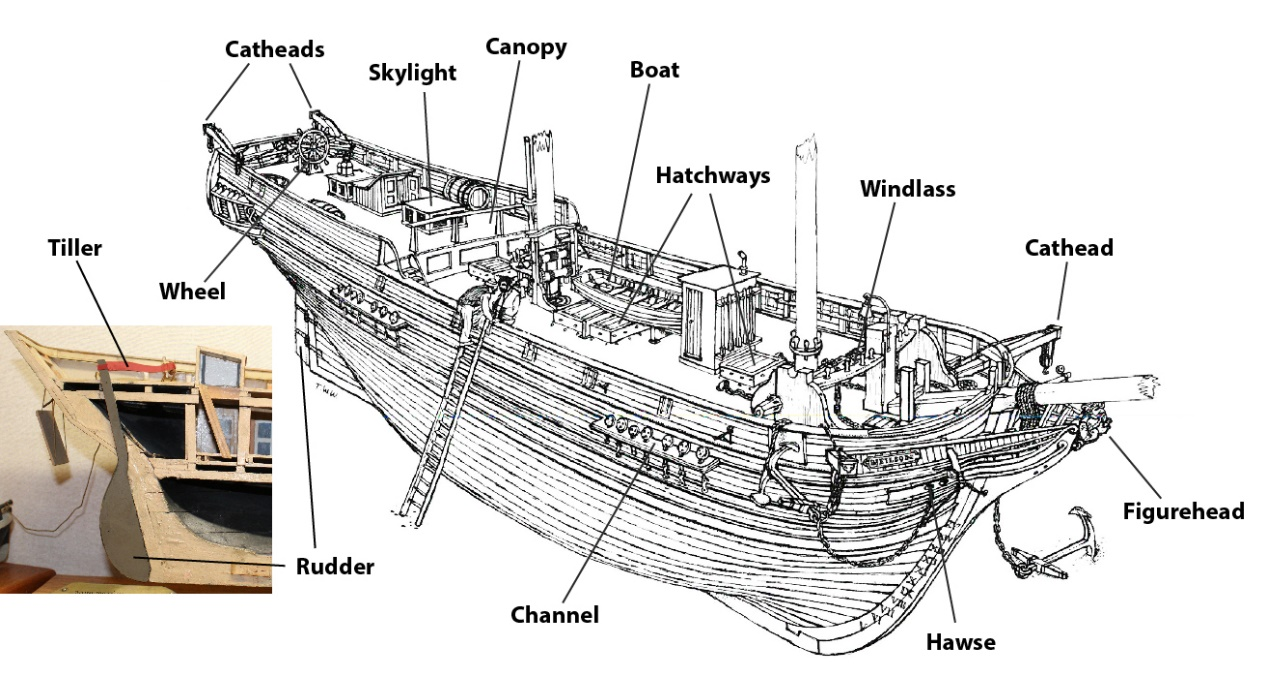 Catheads
Canopy
Skylight
Boat
Hatchways
Windlass
Cathead
Tiller
Wheel
Figurehead
Rudder
Channel
Hawse